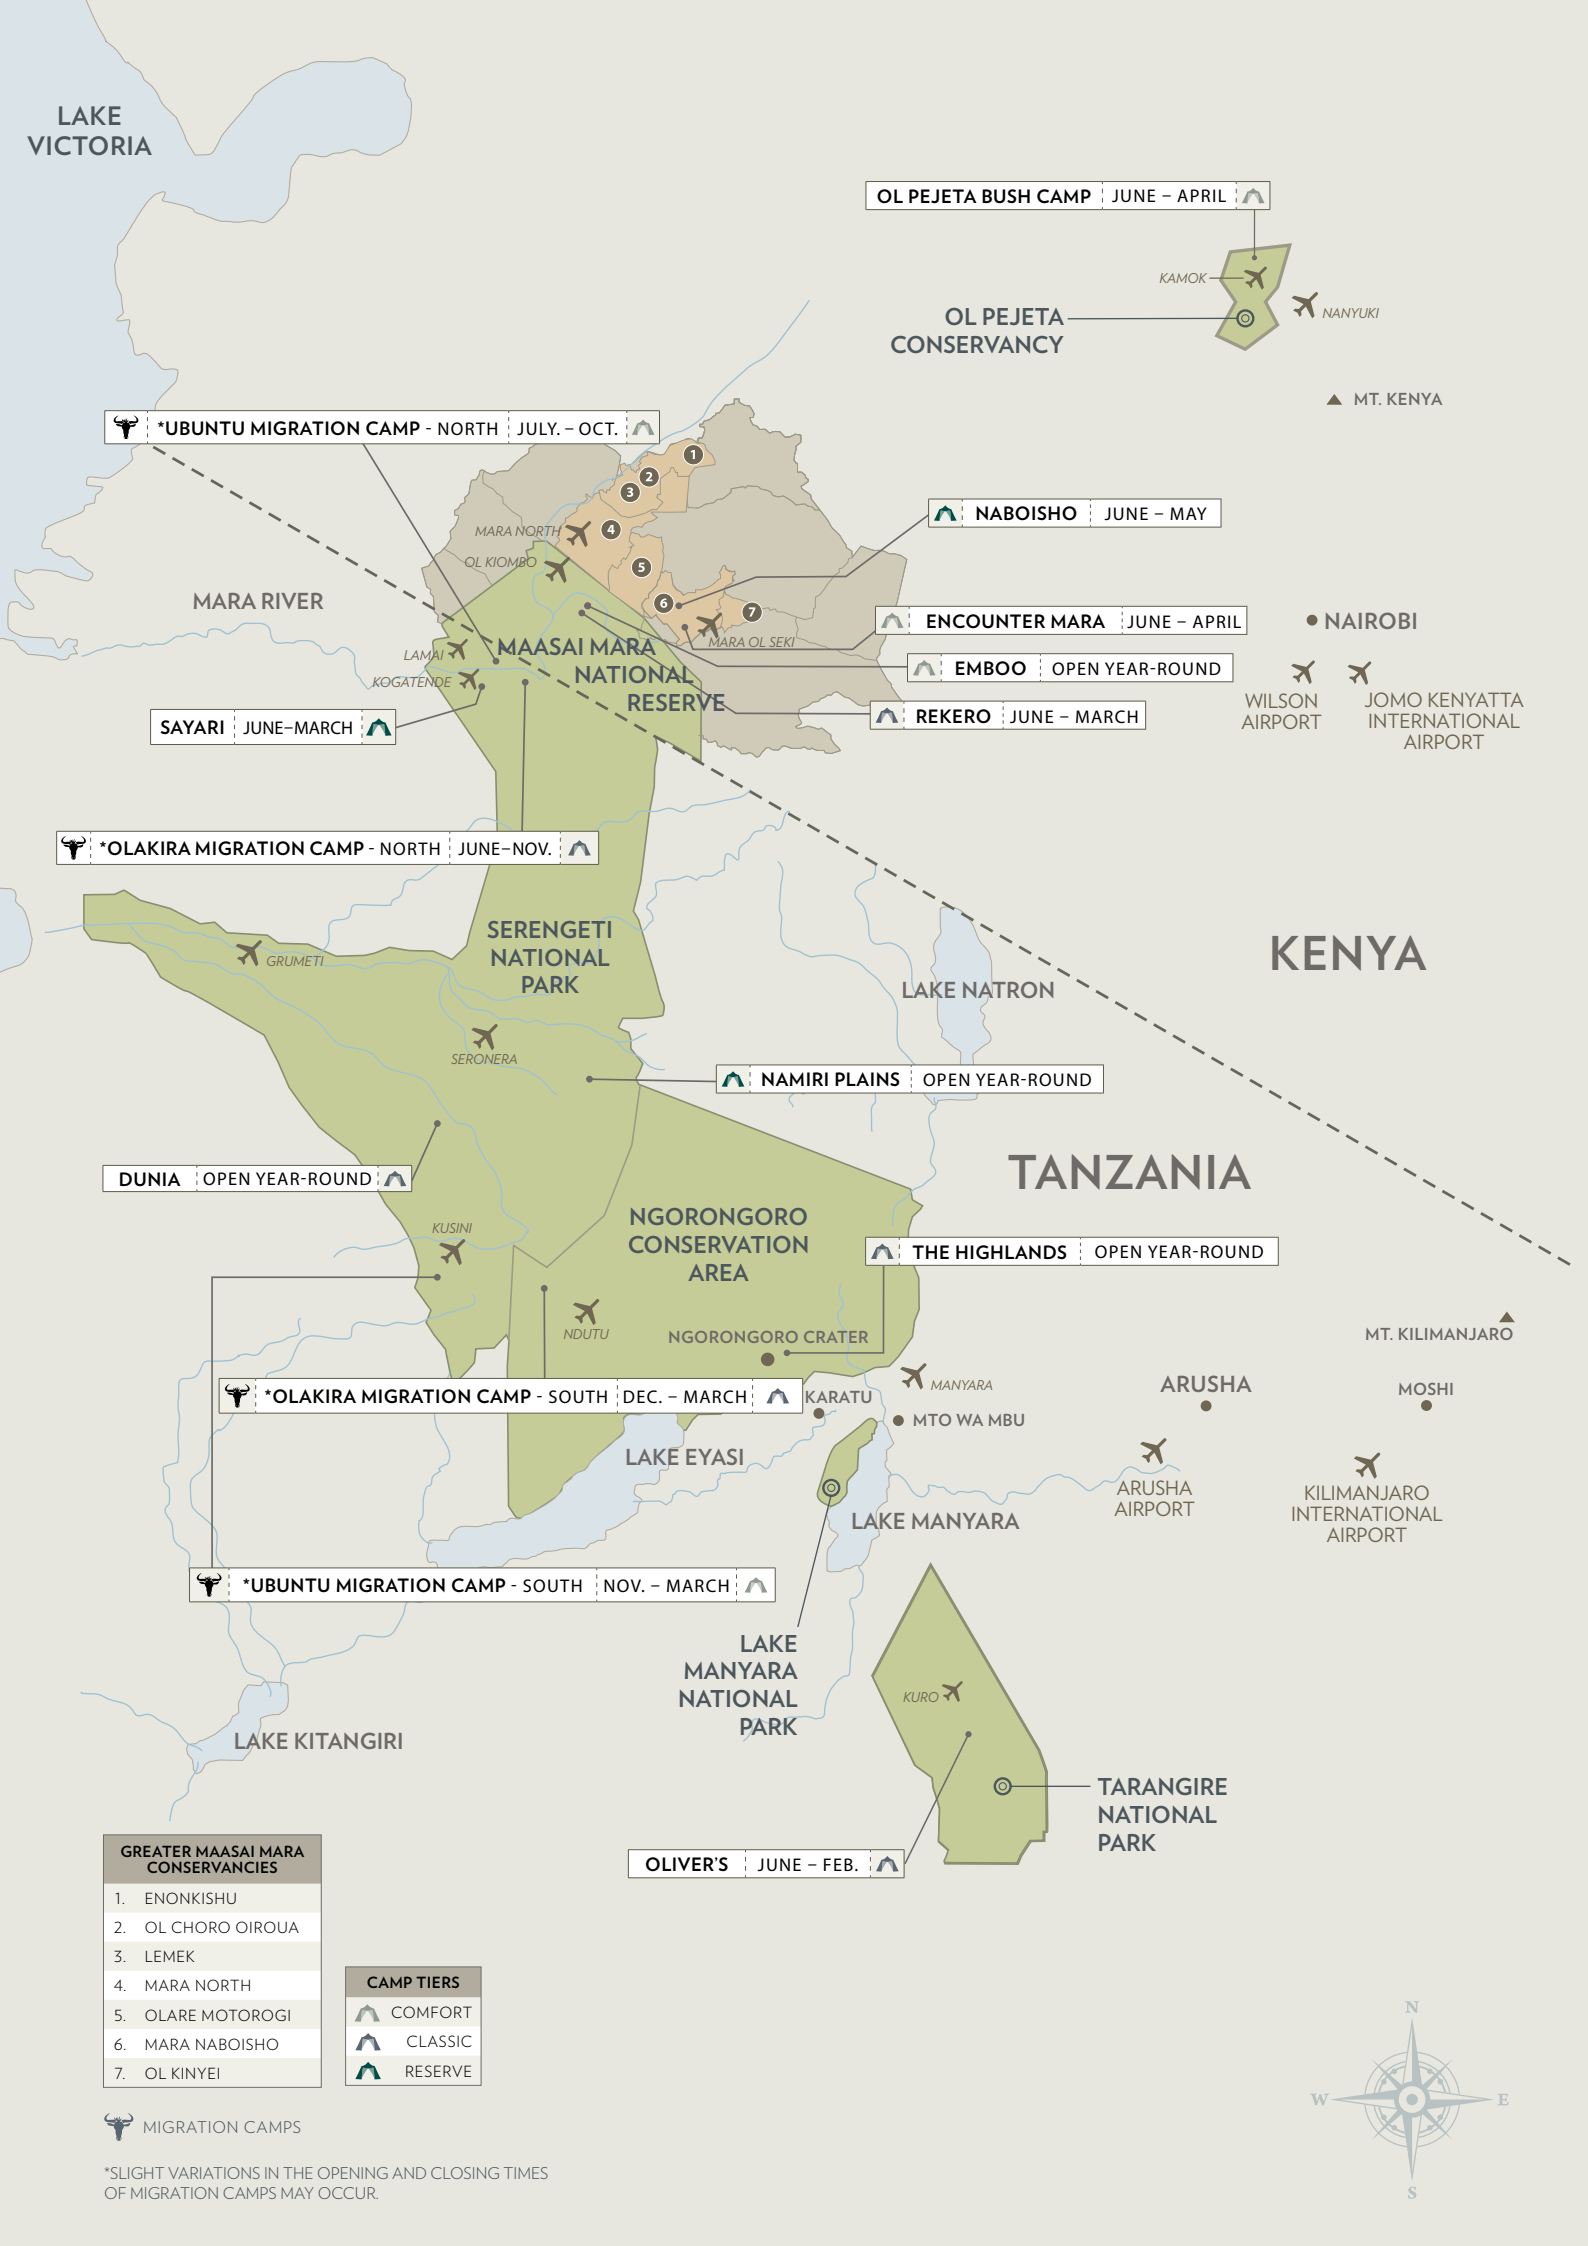 LAKE
VICTORIA
OL PEJETA BUSH CAMP JUNE – APRIL
KAMOK
NANYUKI
OL PEJETA
CONSERVANCY
MT. KENYA
*UBUNTU MIGRATION CAMP - NORTH JULY. – OCT.
1
2
3
NABOISHO JUNE – MAY
MARA NORTH
4
OL KIOMBO
5
MARA RIVER
6
7
ENCOUNTER MARA JUNE – APRIL
NAIROBI
MARA OL SEKI
LAMAI
MAASAI MARA
NATIONAL
RESERVE
KOGATENDE
EMBOO OPEN YEAR-ROUND
WILSON
AIRPORT
JOMO KENYATTA
INTERNATIONAL
AIRPORT
REKERO JUNE – MARCH
SAYARI JUNE–MARCH
*OLAKIRA MIGRATION CAMP - NORTH JUNE–NOV.
SERENGETI
NATIONAL
PARK
GRUMETI
KENYA
LAKE NATRON
SERONERA
NAMIRI PLAINS OPEN YEAR-ROUND
TANZANIA
DUNIA OPEN YEAR-ROUND
NGORONGORO
CONSERVATION
AREA
KUSINI
THE HIGHLANDS OPEN YEAR-ROUND
NDUTU
NGORONGORO CRATER
MT. KILIMANJARO
MANYARA
ARUSHA
MOSHI
*OLAKIRA MIGRATION CAMP - SOUTH DEC. – MARCH
KARATU
MTO WA MBU
LAKE EYASI
ARUSHA
AIRPORT
KILIMANJARO
INTERNATIONAL
AIRPORT
LAKE MANYARA
*UBUNTU MIGRATION CAMP - SOUTH NOV. – MARCH
LAKE
MANYARA
NATIONAL
PARK
KURO
LAKE KITANGIRI
TARANGIRE
NATIONAL
PARK
OLIVER'S JUNE – FEB.
GREATER MAASAI MARA
CONSERVANCIES
1. ENONKISHU
2. OL CHORO OIROUA
3. LEMEK
4. MARA NORTH
5. OLARE MOTOROGI
6. MARA NABOISHO
7. OL KINYEI
CAMP TIERS
COMFORT
CLASSIC
RESERVE
MIGRATION CAMPS
*SLIGHT VARIATIONS IN THE OPENING AND CLOSING TIMES
OF MIGRATION CAMPS MAY OCCUR.
N
W
E
S